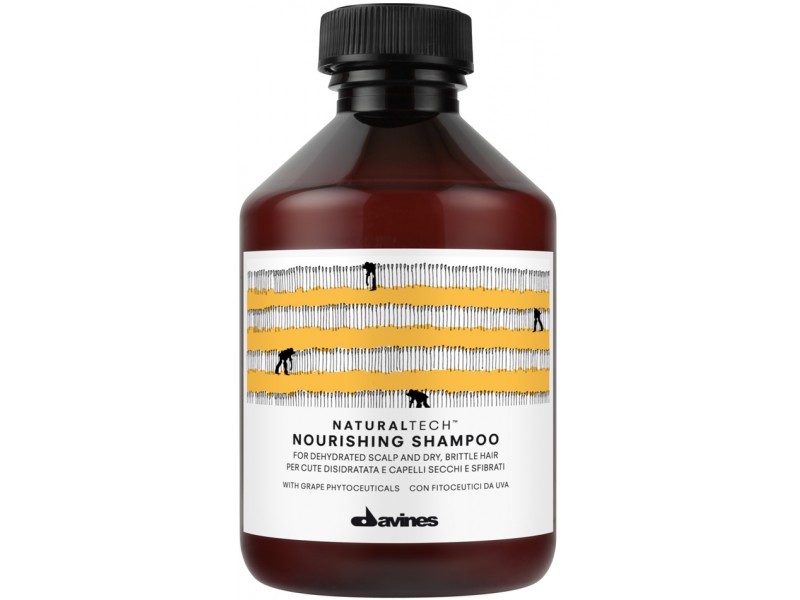 NATURALTECH™
NOURISHING SHAMPOO
FOR DEHYDRATED SCALP AND DRY, BRITTLE HAIR
PER CUTE DISIDRATATA E CAPELLI SECCHI E SFIBRATI
WITH GRAPE PHYTOCEUTICALS CON FITOCEUTICI DA UVA
davines